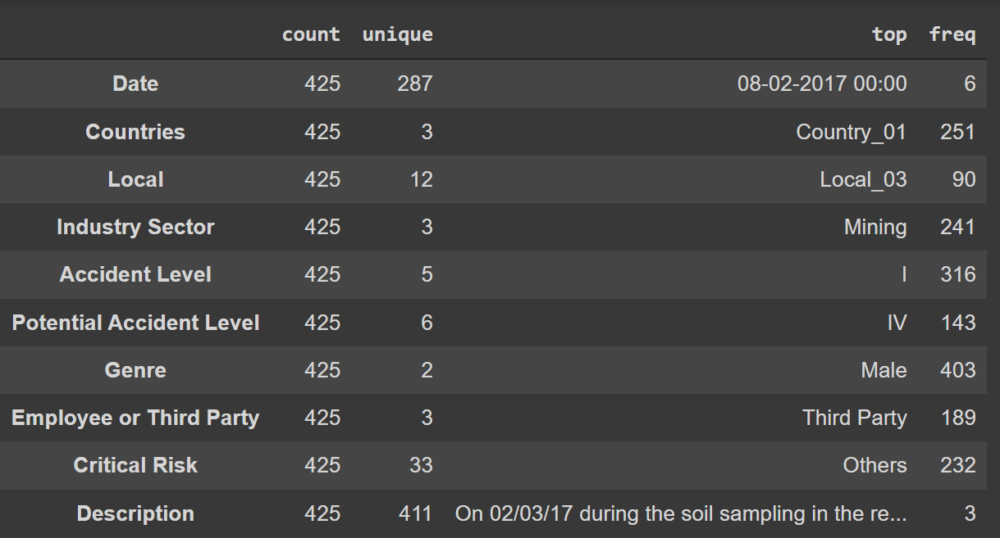 count unique top freq
Date 425 287 08-02-2017 00:00 6
Countries 425 3 Country_01 251
Local 425 12 Local_03 90
Industry Sector 425 3 Mining 241
Accident Level 425 5 I 316
Potential Accident Level 425 6 IV 143
Genre 425 2 Male 403
Employee or Third Party 425 3 Third Party 189
Critical Risk 425 33 Others 232
Description 425 411 On 02/03/17 during the soil sampling in the re... 3